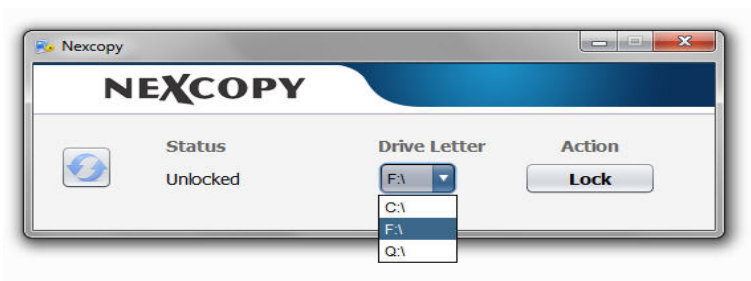 Nexcopy
NEXCOPY
Status Drive Letter Action
Unlocked F:\ Lock
C:\
F:\
Q:\